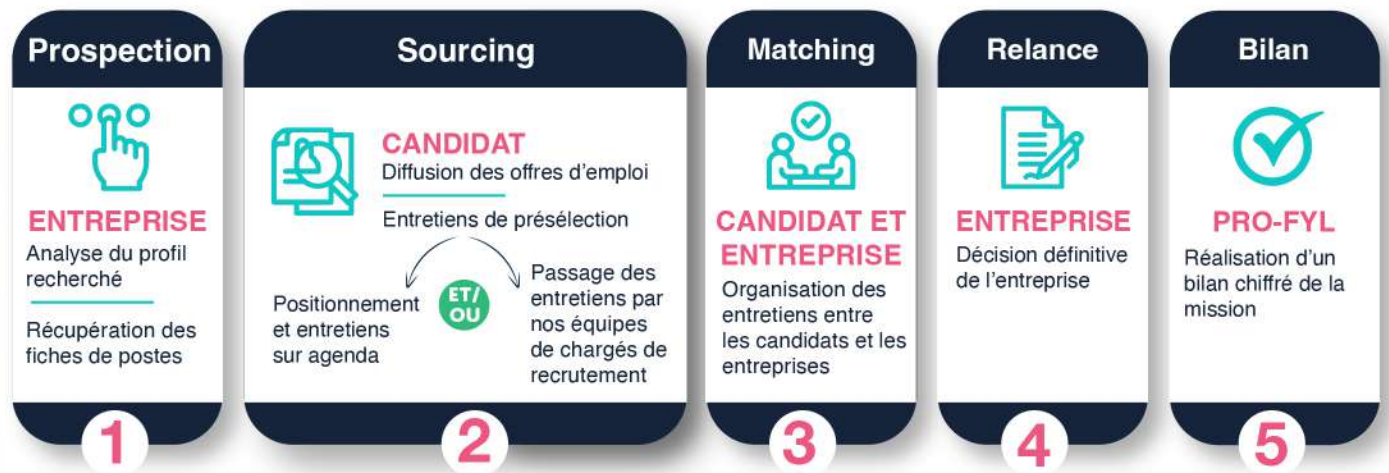 Prospection
ENTREPRISE
Analyse du profil
recherché
Récupération des
fiches de postes
1
Sourcing
CANDIDAT
Diffusion des offres d'emploi
Entretiens de présélection
Positionnement
et entretiens
sur agenda
ET/
OU
Passage des
entretiens par
nos équipes
de chargés de
recrutement
2
Matching
CANDIDAT ET
ENTREPRISE
Organisation des
entretiens entre
les candidats et les
entreprises
3
Relance
ENTREPRISE
Décision définitive
de l'entreprise
4
Bilan
PRO-FYL
Réalisation d'un
bilan chiffré de la
mission
5